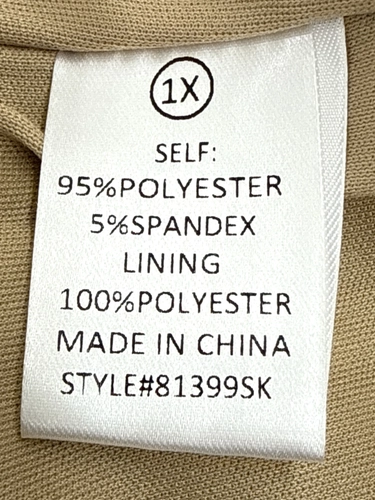 1X
SELF:
95%POLYESTER
5%SPANDEX
LINING
100%POLYESTER
MADE IN CHINA
STYLE#81399SK